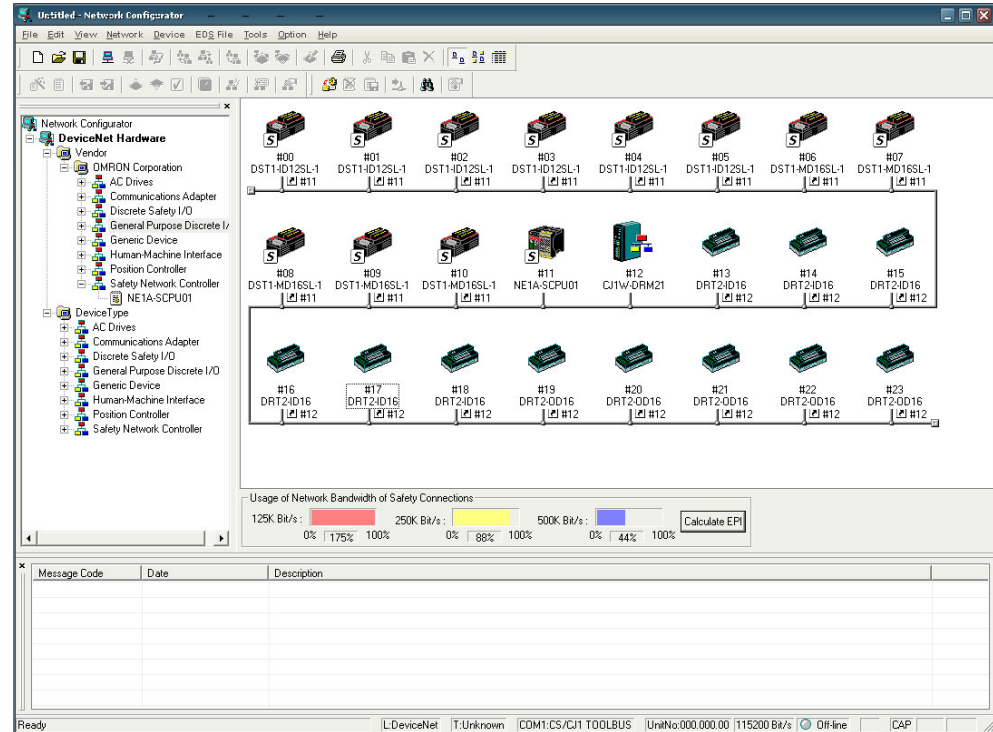 Untitled - Network Configurator
File Edit View Network Device EDS File Tools Option Help
Network Configurator
DeviceNet Hardware
Vendor
OMRON Corporation
AC Drives
Communications Adapter
Discrete Safety I/O
General Purpose Discrete I/
Generic Device
Human-Machine Interface
Position Controller
Safety Network Controller
NE1A-SCPU01
DeviceType
AC Drives
Communications Adapter
Discrete Safety I/O
General Purpose Discrete I/O
Generic Device
Human-Machine Interface
Position Controller
Safety Network Controller
S S S S S S S S
#00 #01 #02 #03 #04 #05 #06 #07
DST1-ID12SL-1 DST1-ID12SL-1 DST1-ID12SL-1 DST1-ID12SL-1 DST1-ID12SL-1 DST1-ID12SL-1 DST1-MD16SL-1 DST1-MD16SL-1
#11 #11 #11 #11 #11 #11 #11 #11
S S S S
#08 #09 #10 #11 #12 #13 #14 #15
DST1-MD16SL-1 DST1-MD16SL-1 DST1-MD16SL-1 NE1A-SCPU01 CJ1W-DRM21 DRT2-ID16 DRT2-ID16 DRT2-ID16
#11 #11 #11 #12 #12 #12
#16 #17 #18 #19 #20 #21 #22 #23
DRT2-ID16 DRT2-ID16 DRT2-ID16 DRT2-OD16 DRT2-OD16 DRT2-OD16 DRT2-OD16 DRT2-OD16
#12 #12 #12 #12 #12 #12 #12 #12
Usage of Network Bandwidth of Safety Connections
125K Bit/s : 250K Bit/s : 500K Bit/s : Calculate EPI
0% 175% 100% 0% 88% 100% 0% 44% 100%
Message Code Date Description
Ready L:DeviceNet T:Unknown COM1:CS/CJ1 TOOLBUS UnitNo:000.000.00 115200 Bit/s Off-line CAP